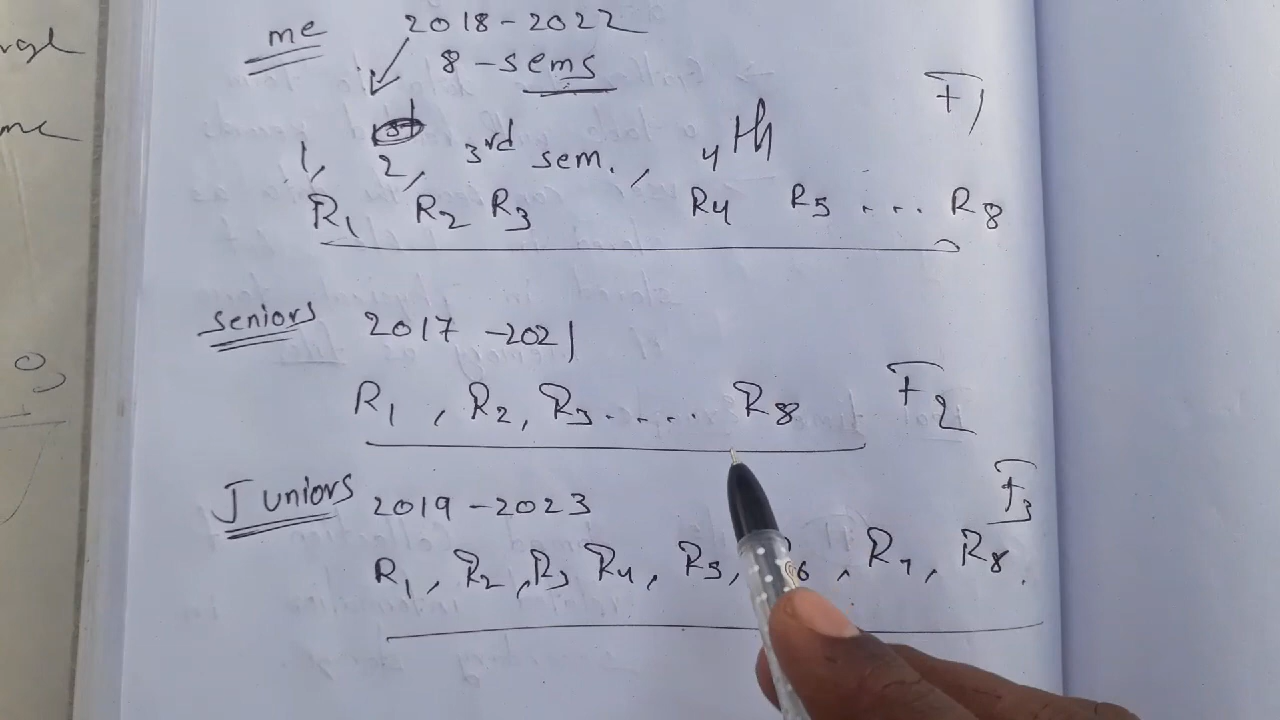 me 2018-2022
8-sems
F1
1, 2, 3rd sem., 4th
R1 R2 R3 R4 R5 .... R8
Seniors 2017-2021
R1, R2, R3..... R8 F2
Juniors 2019-2023 F3
R1, R2, R3 R4, R5, R6, R7, R8.